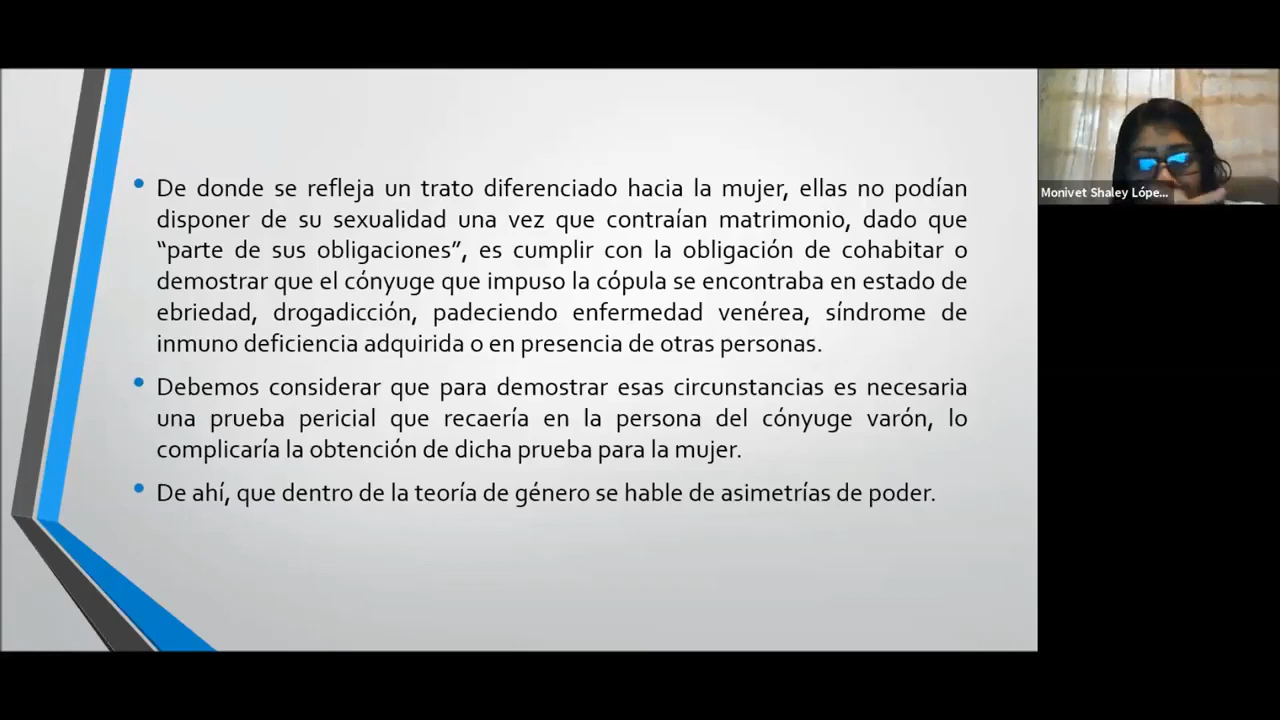 De donde se refleja un trato diferenciado hacia la mujer, ellas no podían
disponer de su sexualidad una vez que contraían matrimonio, dado que
“parte de sus obligaciones”, es cumplir con la obligación de cohabitar o
demostrar que el cónyuge que impuso la cópula se encontraba en estado de
ebriedad, drogadicción, padeciendo enfermedad venérea, síndrome de
inmuno deficiencia adquirida o en presencia de otras personas.
Debemos considerar que para demostrar esas circunstancias es necesaria
una prueba pericial que recaería en la persona del cónyuge varón, lo
complicaría la obtención de dicha prueba para la mujer.
De ahí, que dentro de la teoría de género se hable de asimetrías de poder.
Monivet Shaley Lópe...